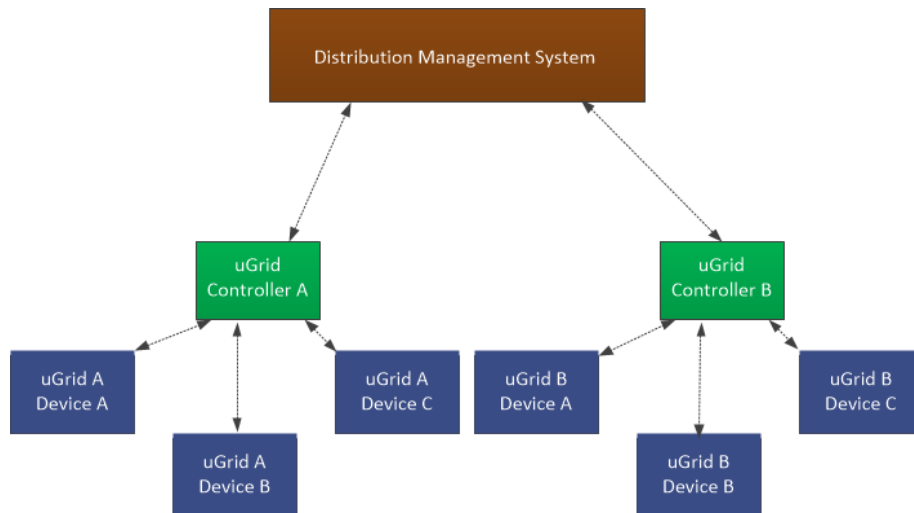 Distribution Management System
uGrid
Controller A
uGrid
Controller B
uGrid A
Device A
uGrid A
Device C
uGrid B
Device A
uGrid B
Device C
uGrid A
Device B
uGrid B
Device B